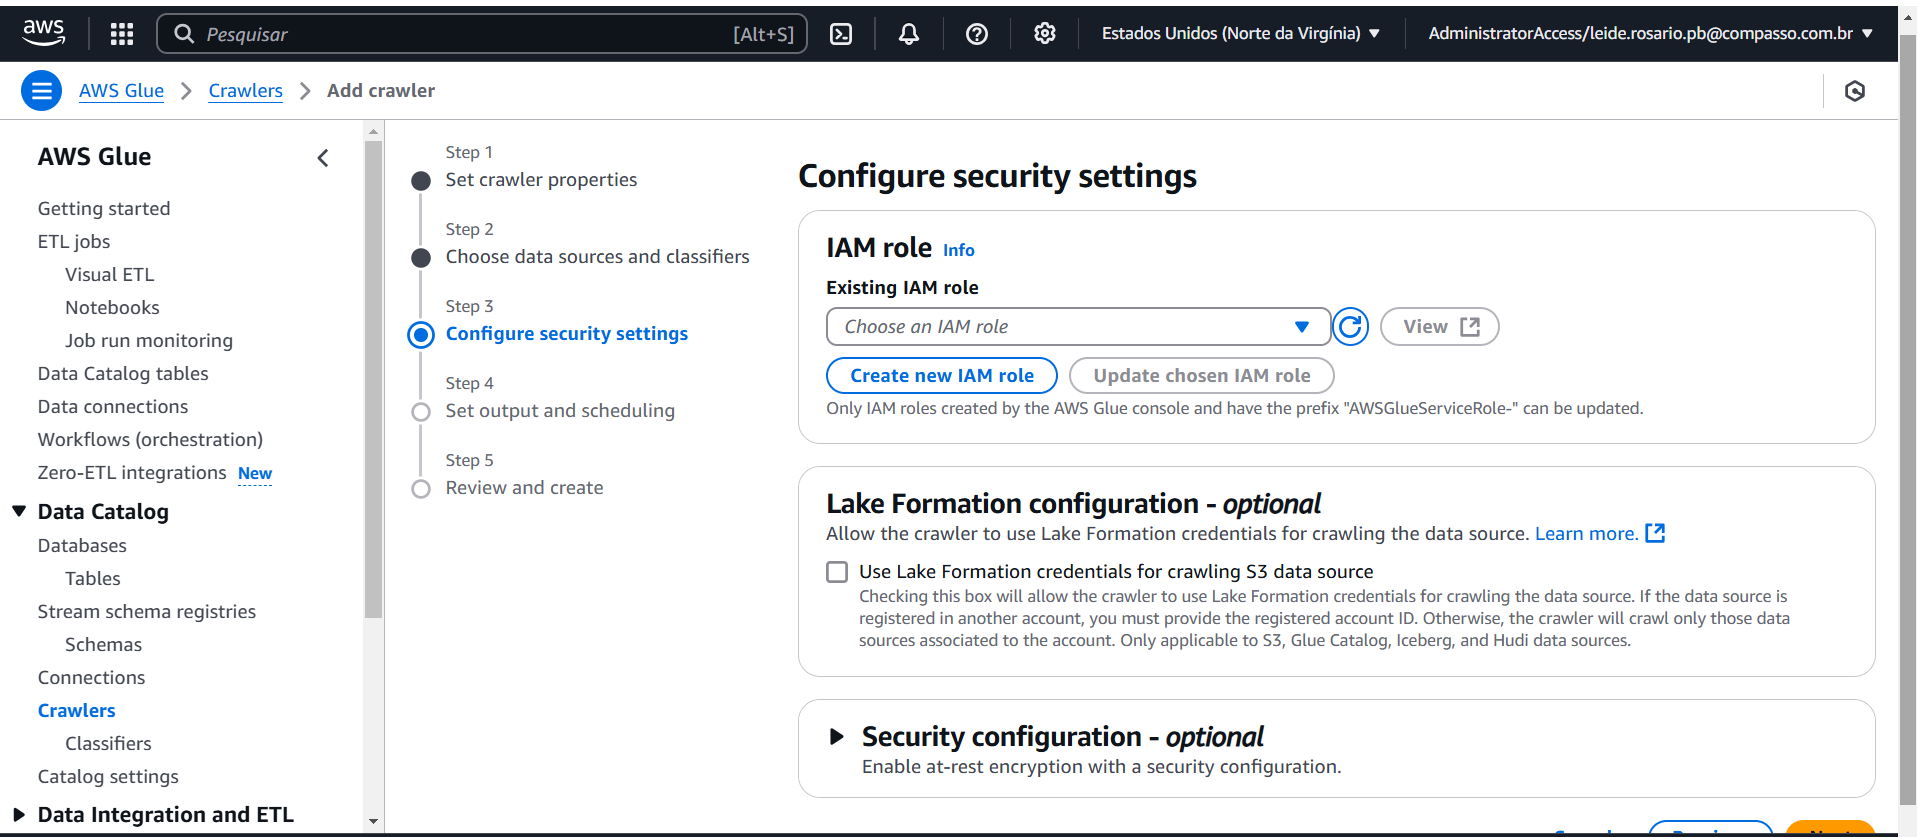 aws
Pesquisar
[Alt+S]
Estados Unidos (Norte da Virgínia)
AdministratorAccess/leide.rosario.pb@compasso.com.br
AWS Glue
Crawlers
Add crawler
AWS Glue
Getting started
ETL jobs
Visual ETL
Notebooks
Job run monitoring
Data Catalog tables
Data connections
Workflows (orchestration)
Zero-ETL integrations New
Data Catalog
Databases
Tables
Stream schema registries
Schemas
Connections
Crawlers
Classifiers
Catalog settings
Data Integration and ETL
Step 1
Set crawler properties
Step 2
Choose data sources and classifiers
Step 3
Configure security settings
Step 4
Set output and scheduling
Step 5
Review and create
Configure security settings
IAM role Info
Existing IAM role
Choose an IAM role
View
Create new IAM role
Update chosen IAM role
Only IAM roles created by the AWS Glue console and have the prefix "AWSGlueServiceRole-" can be updated.
Lake Formation configuration - optional
Allow the crawler to use Lake Formation credentials for crawling the data source. Learn more.
Use Lake Formation credentials for crawling S3 data source
Checking this box will allow the crawler to use Lake Formation credentials for crawling the data source. If the data source is
registered in another account, you must provide the registered account ID. Otherwise, the crawler will crawl only those data
sources associated to the account. Only applicable to S3, Glue Catalog, Iceberg, and Hudi data sources.
Security configuration - optional
Enable at-rest encryption with a security configuration.